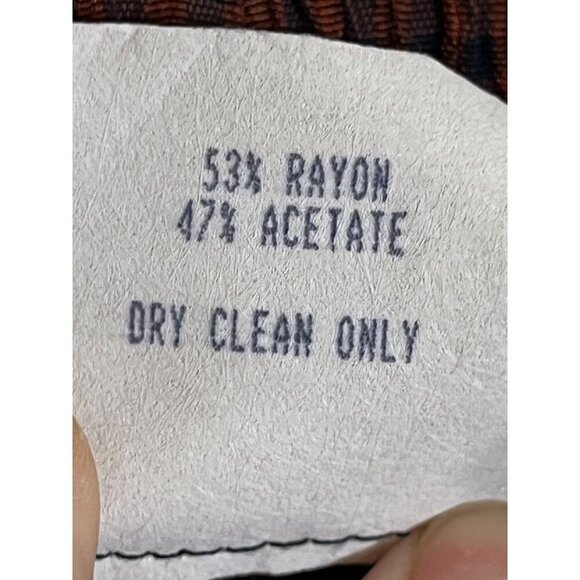 53% RAYON
47% ACETATE
DRY CLEAN ONLY